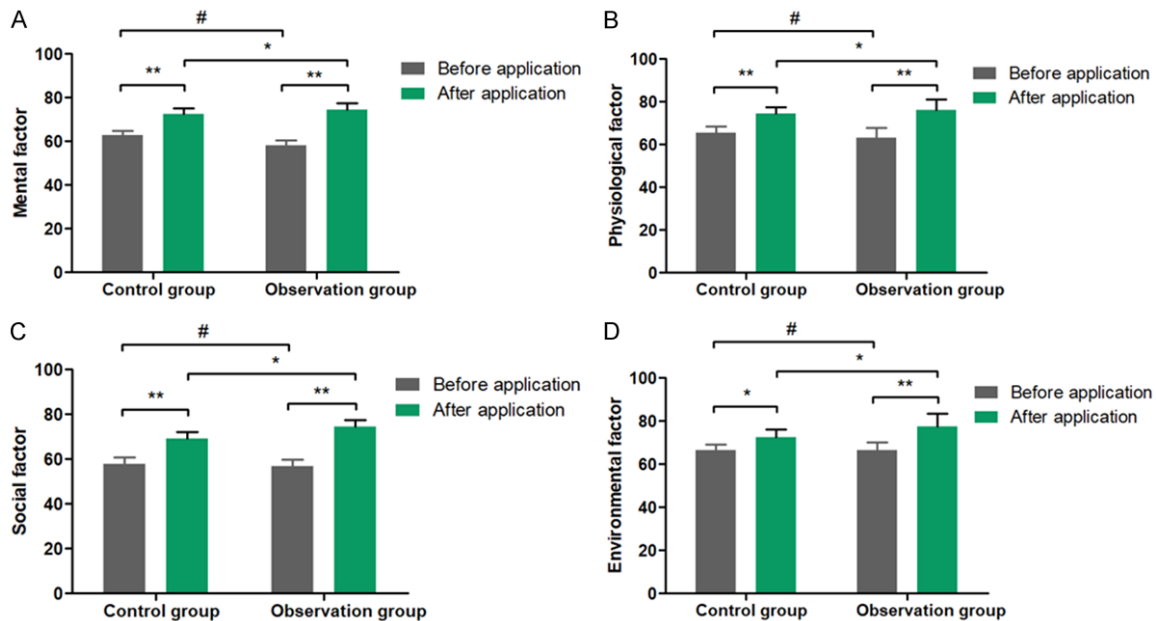 A
#
*
**
**
Before application
After application
Mental factor
100
80
60
40
20
0
Control group
Observation group
B
#
*
**
**
Before application
After application
Physiological factor
100
80
60
40
20
0
Control group
Observation group
C
#
*
**
**
Before application
After application
Social factor
100
80
60
40
20
0
Control group
Observation group
D
#
*
*
**
Before application
After application
Environmental factor
100
80
60
40
20
0
Control group
Observation group